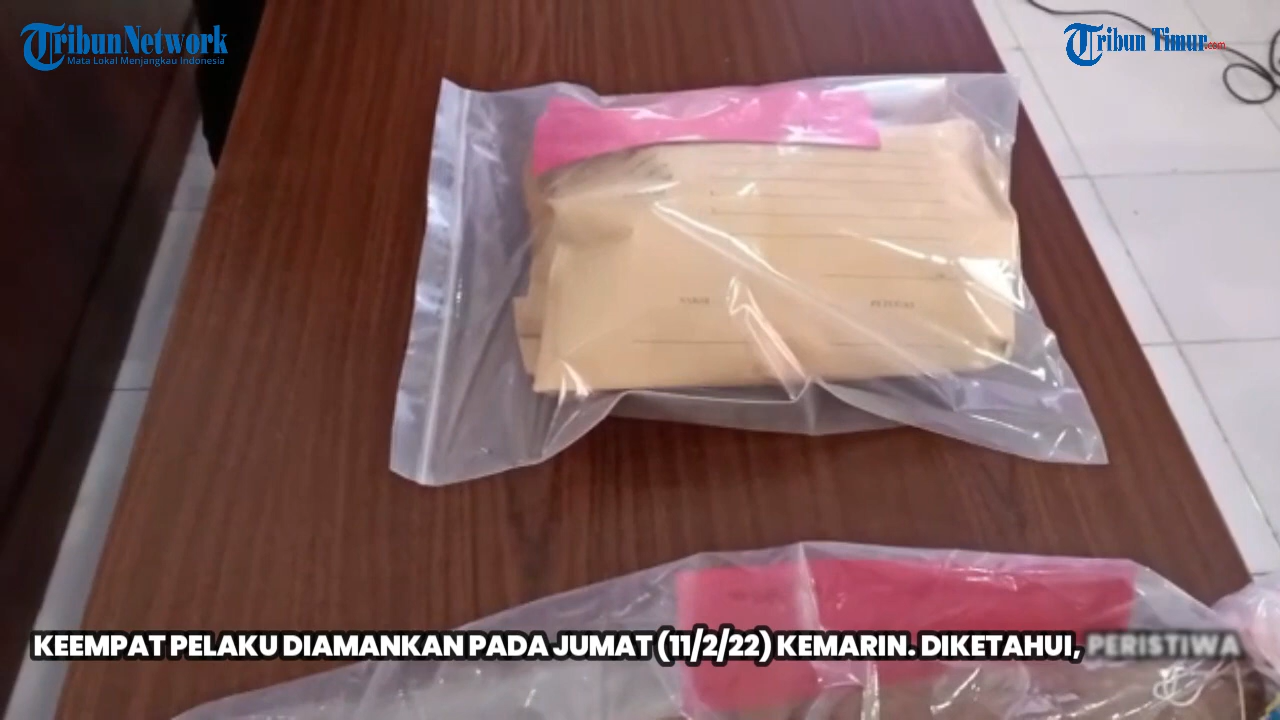 TribunNetwork
Mata Lokal Menjangkau Indonesia
Tribun Timur.com
KEEMPAT PELAKU DIAMANKAN PADA JUMAT (11/2/22) KEMARIN. DIKETAHUI, PERISTIWA